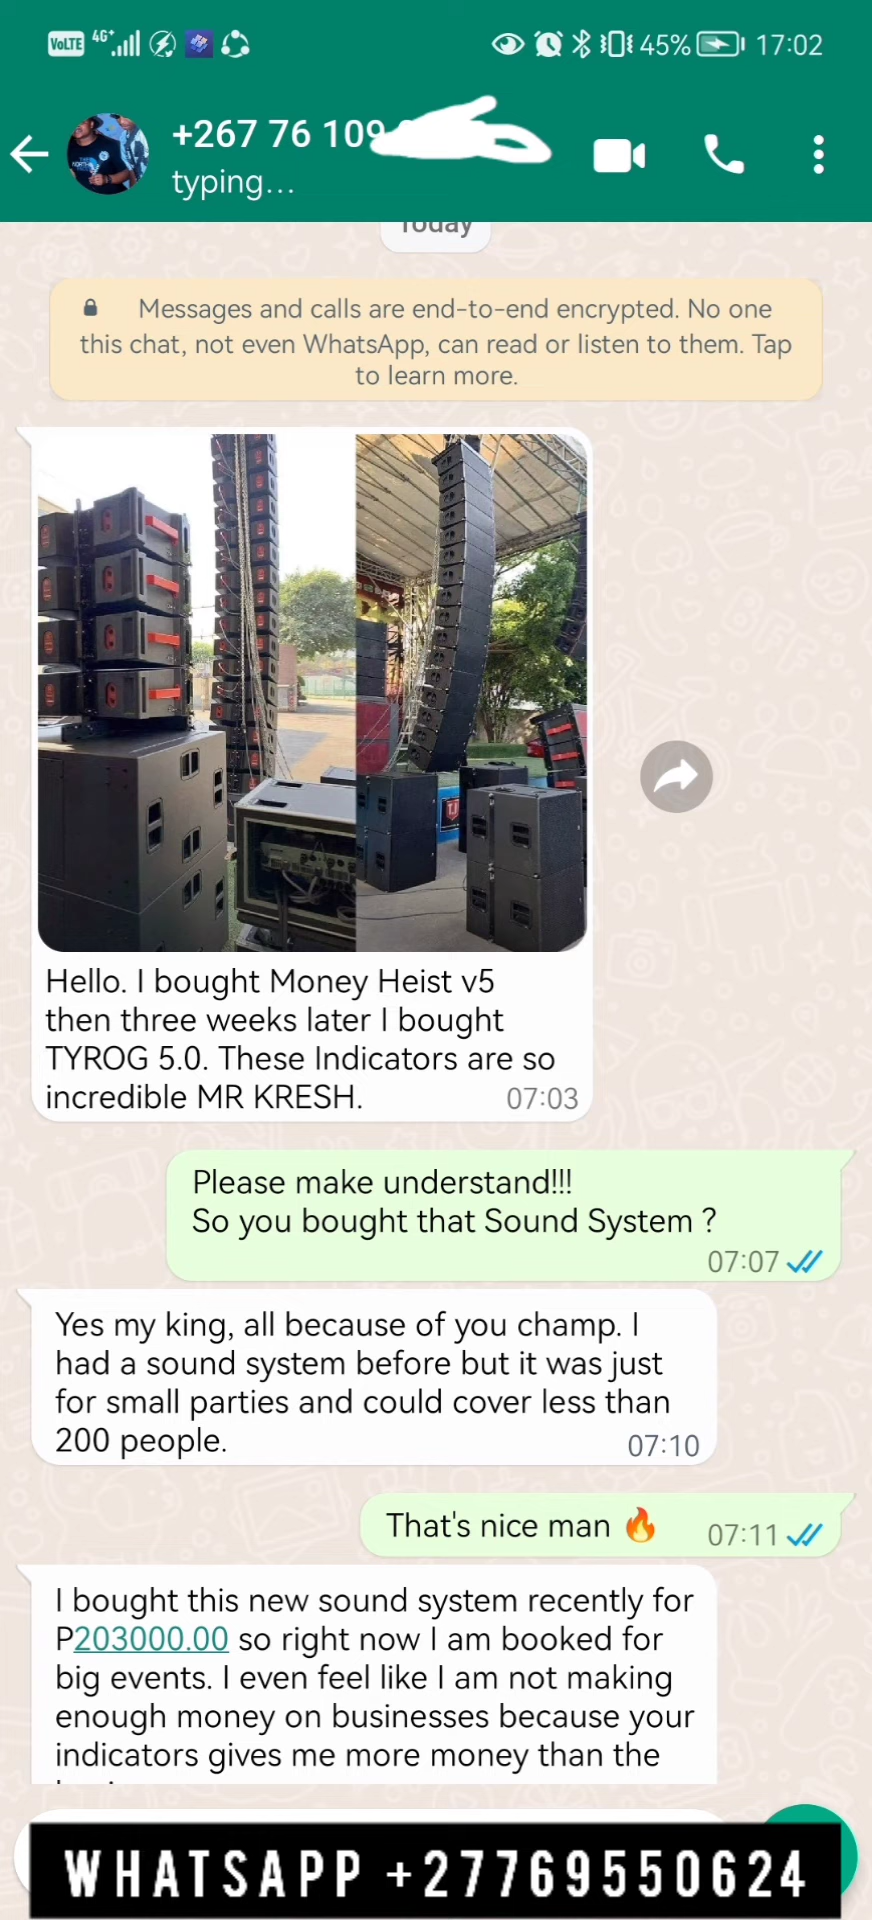 VoLTE 4G+ 45% 17:02
+267 76 109
typing...
Today
Messages and calls are end-to-end encrypted. No one
this chat, not even WhatsApp, can read or listen to them. Tap
to learn more.
Hello. I bought Money Heist v5
then three weeks later I bought
TYROG 5.0. These Indicators are so
incredible MR KRESH. 07:03
Please make understand!!!
So you bought that Sound System ?
07:07
Yes my king, all because of you champ. I
had a sound system before but it was just
for small parties and could cover less than
200 people. 07:10
That's nice man 🔥 07:11
I bought this new sound system recently for
P203000.00 so right now I am booked for
big events. I even feel like I am not making
enough money on businesses because your
indicators gives me more money than the
WHATSAPP +27769550624